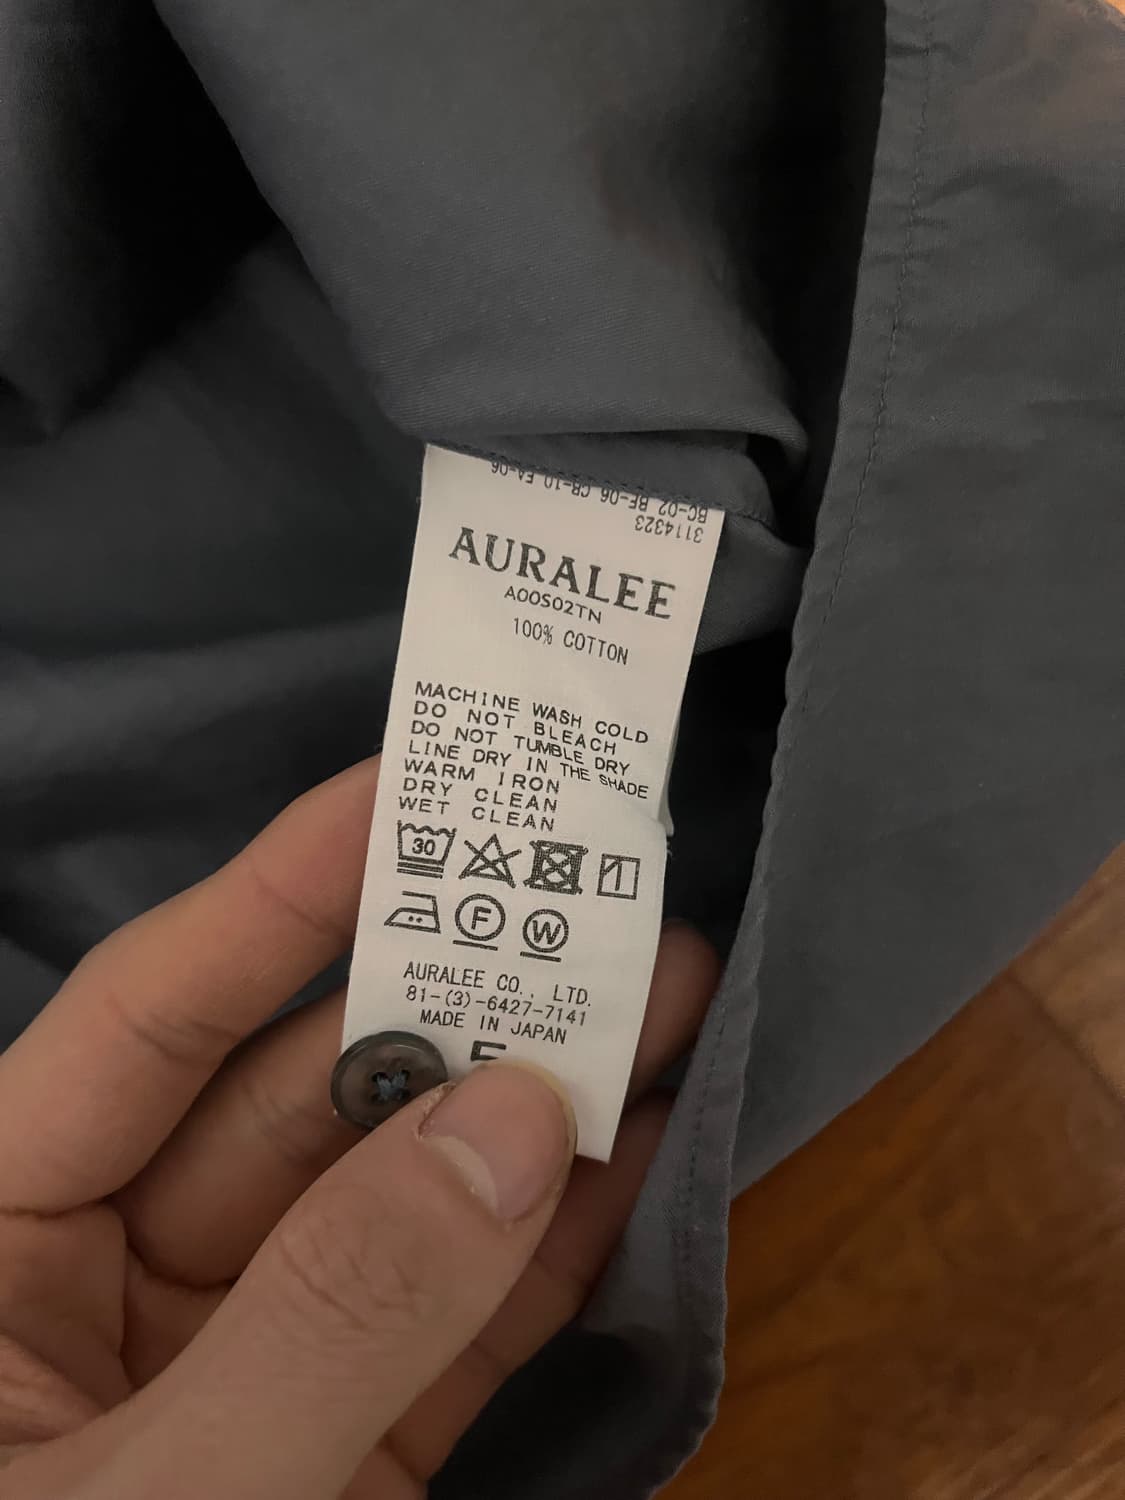 BC-02 BF-06 CB-10 EA-06
3114323
AURALEE
A00S02TN
100% COTTON
MACHINE WASH COLD
DO NOT BLEACH
DO NOT TUMBLE DRY
LINE DRY IN THE SHADE
WARM IRON
DRY CLEAN
WET CLEAN
30
F W
AURALEE CO., LTD.
81-(3)-6427-7141
MADE IN JAPAN